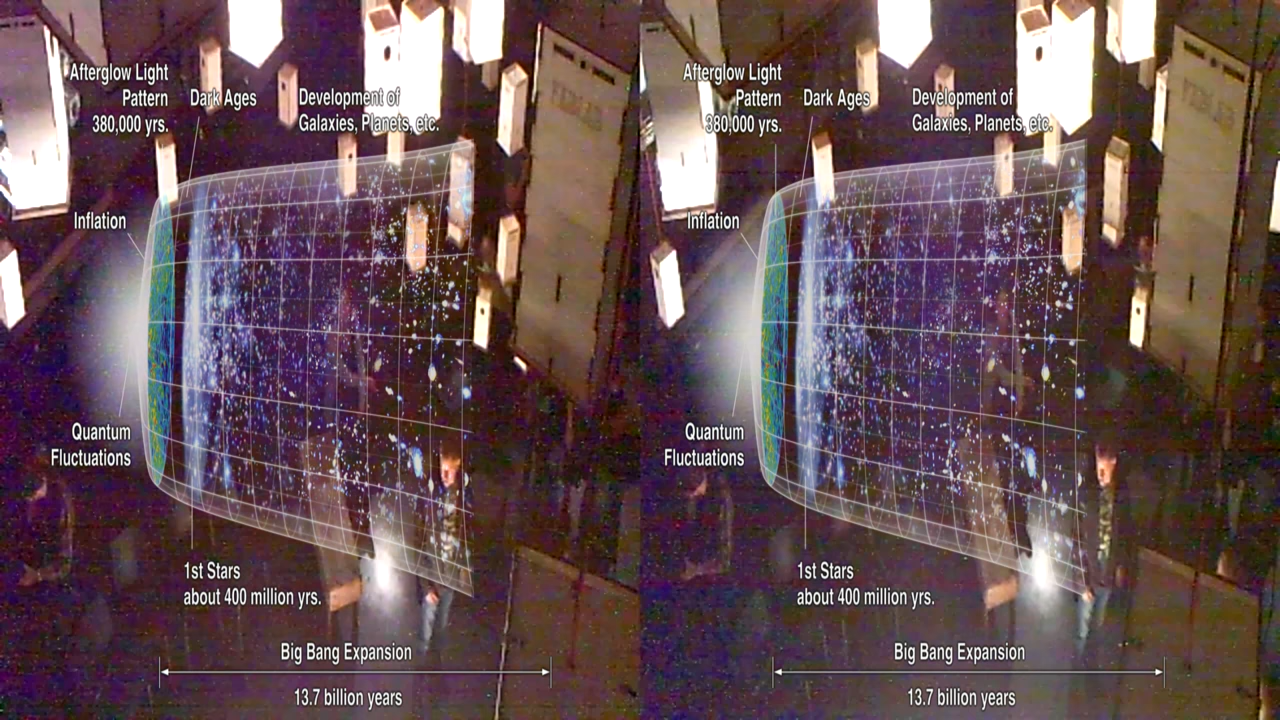 Afterglow Light
Pattern
380,000 yrs.
Dark Ages
Development of
Galaxies, Planets, etc.
Inflation
Quantum
Fluctuations
1st Stars
about 400 million yrs.
Big Bang Expansion
13.7 billion years
Afterglow Light
Pattern
380,000 yrs.
Dark Ages
Development of
Galaxies, Planets, etc.
Inflation
Quantum
Fluctuations
1st Stars
about 400 million yrs.
Big Bang Expansion
13.7 billion years